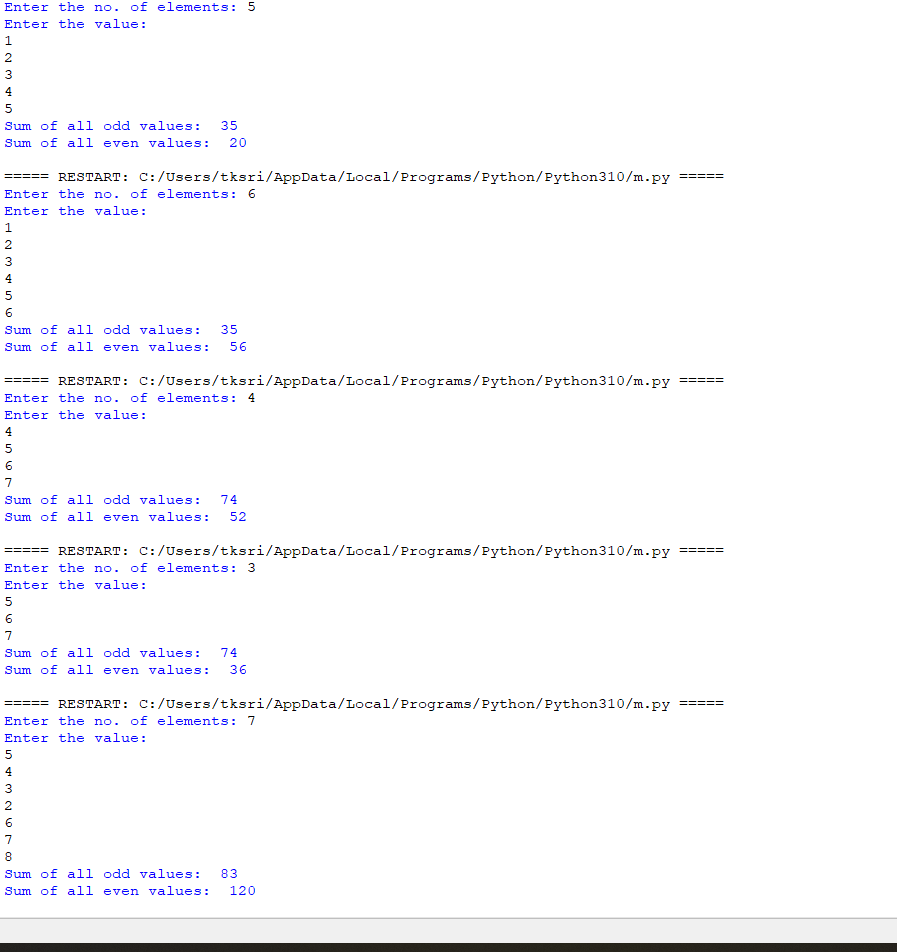 Enter the no. of elements: 5
Enter the value:
1
2
3
4
5
Sum of all odd values:  35
Sum of all even values:  20
===== RESTART: C:/Users/tksri/AppData/Local/Programs/Python/Python310/m.py =====
Enter the no. of elements: 6
Enter the value:
1
2
3
4
5
6
Sum of all odd values:  35
Sum of all even values:  56
===== RESTART: C:/Users/tksri/AppData/Local/Programs/Python/Python310/m.py =====
Enter the no. of elements: 4
Enter the value:
4
5
6
7
Sum of all odd values:  74
Sum of all even values:  52
===== RESTART: C:/Users/tksri/AppData/Local/Programs/Python/Python310/m.py =====
Enter the no. of elements: 3
Enter the value:
5
6
7
Sum of all odd values:  74
Sum of all even values:  36
===== RESTART: C:/Users/tksri/AppData/Local/Programs/Python/Python310/m.py =====
Enter the no. of elements: 7
Enter the value:
5
4
3
2
6
7
8
Sum of all odd values:  83
Sum of all even values:  120